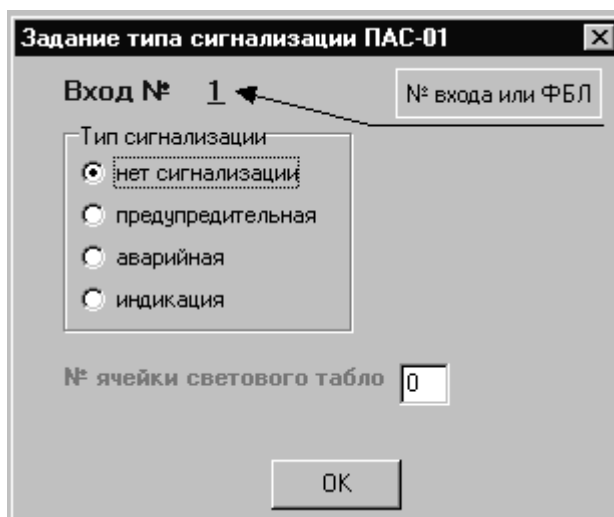 Задание типа сигнализации ПАС-01
Вход № 1
№ входа или ФБЛ
Тип сигнализации
нет сигнализации
предупредительная
аварийная
индикация
№ ячейки светового табло 0
OK